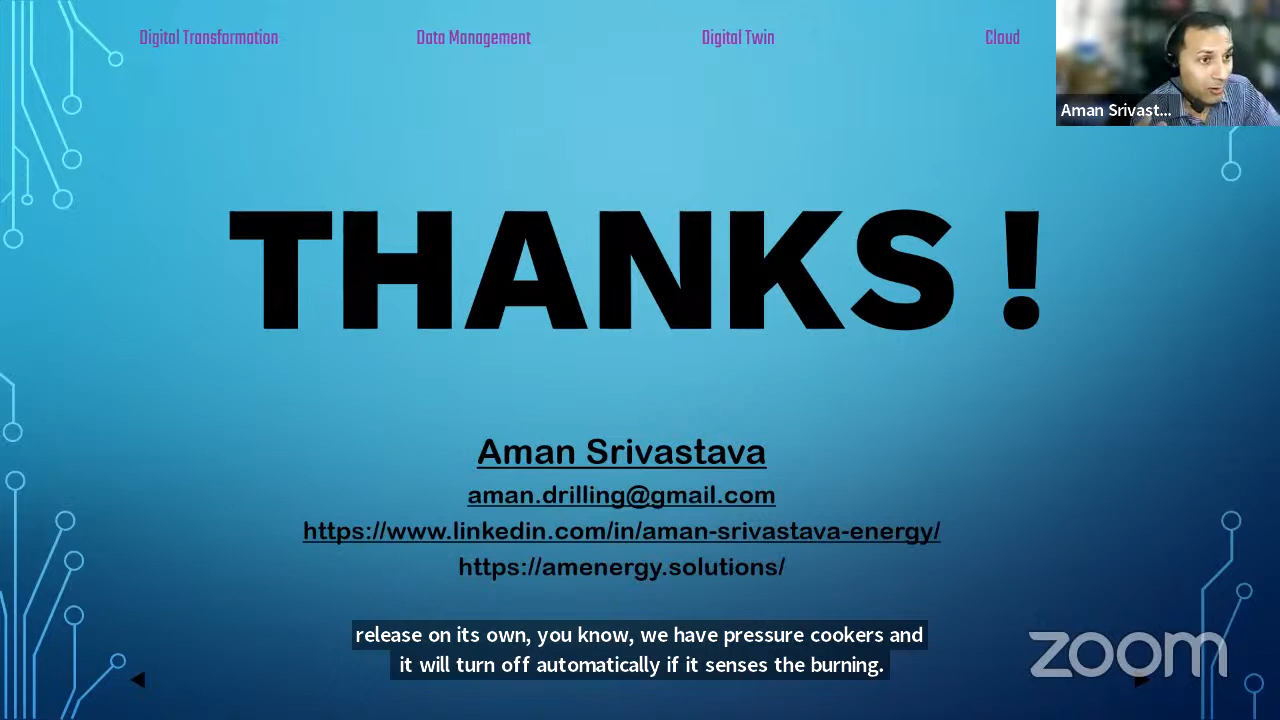 Digital Transformation Data Management Digital Twin Cloud
Aman Srivast...
THANKS !
Aman Srivastava
aman.drilling@gmail.com
https://www.linkedin.com/in/aman-srivastava-energy/
https://amenergy.solutions/
release on its own, you know, we have pressure cookers and
it will turn off automatically if it senses the burning.
zoom